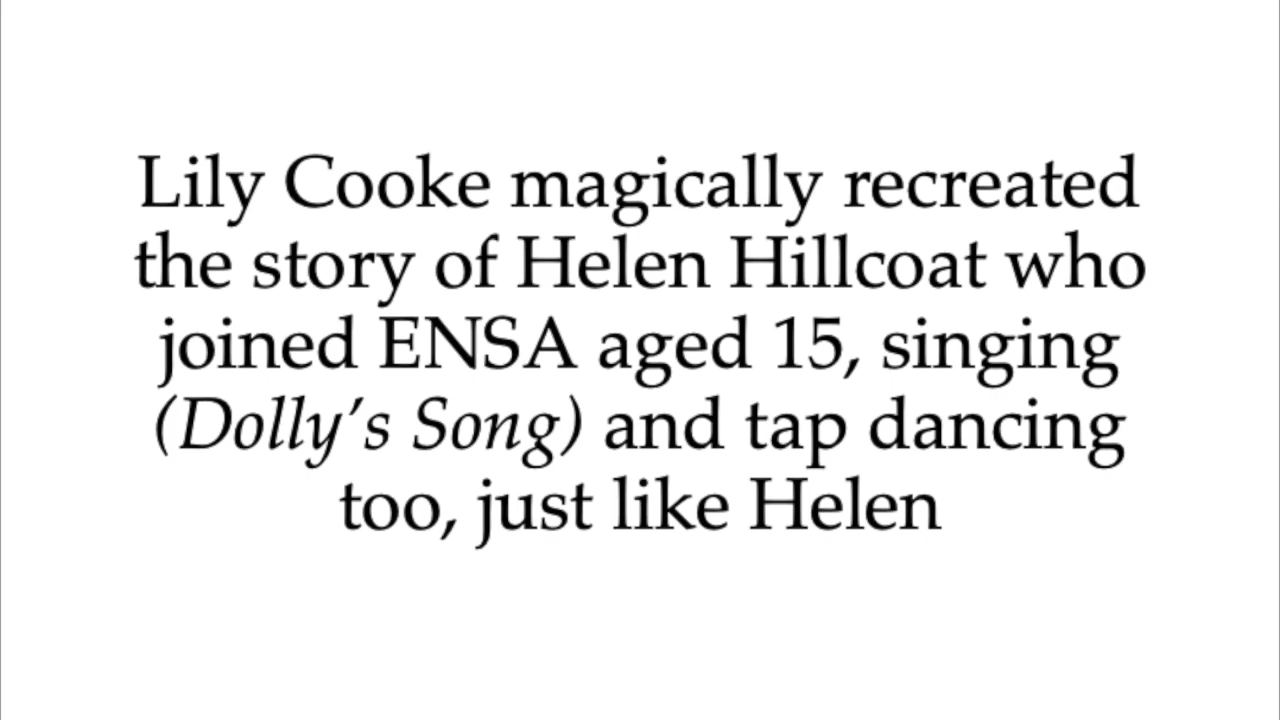 Lily Cooke magically recreated
the story of Helen Hillcoat who
joined ENSA aged 15, singing
(Dolly’s Song) and tap dancing
too, just like Helen